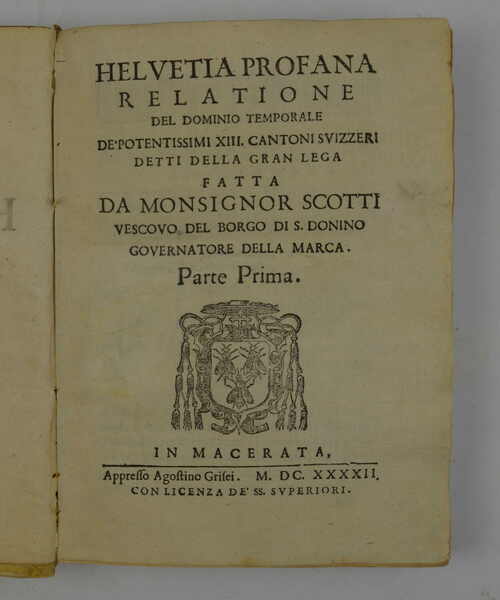 HELVETIA PROFANA
RELATIONE
DEL DOMINIO TEMPORALE
DE'POTENTISSIMI XIII. CANTONI SVIZZERI
DETTI DELLA GRAN LEGA
FATTA
DA MONSIGNOR SCOTTI
VESCOVO DEL BORGO DI S. DONINO
GOVERNATORE DELLA MARCA.
Parte Prima.
IN MACERATA,
Appresso Agostino Grisei. M. DC. XXXXII.
CON LICENZA DE' SS. SVPERIORI.